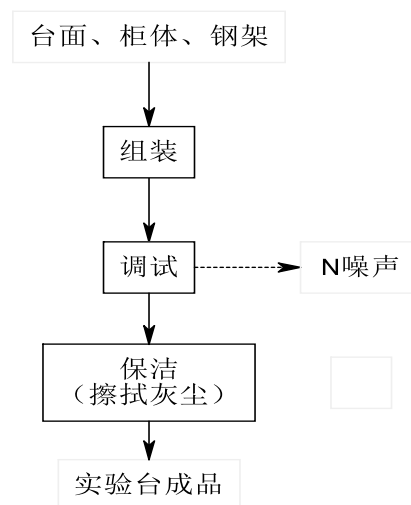 台面、柜体、钢架
组装
调试
N噪声
保洁
（擦拭灰尘）
实验台成品